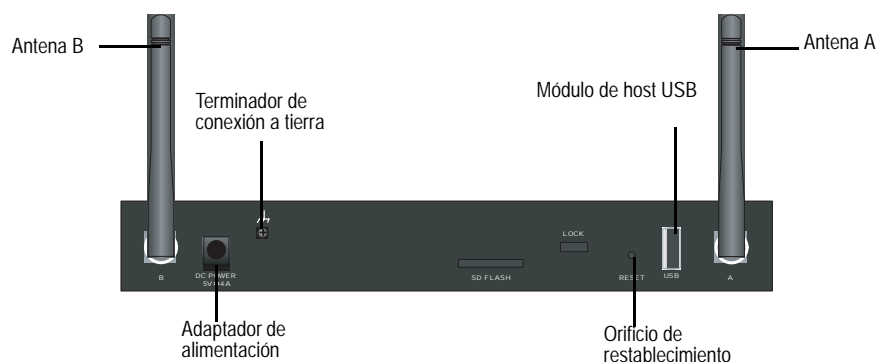 Antena B
Antena A
Terminador de
conexión a tierra
Módulo de host USB
LOCK
B
DC POWER
SD FLASH
RESET
USB
A
Adaptador de
alimentación
Orificio de
restablecimiento